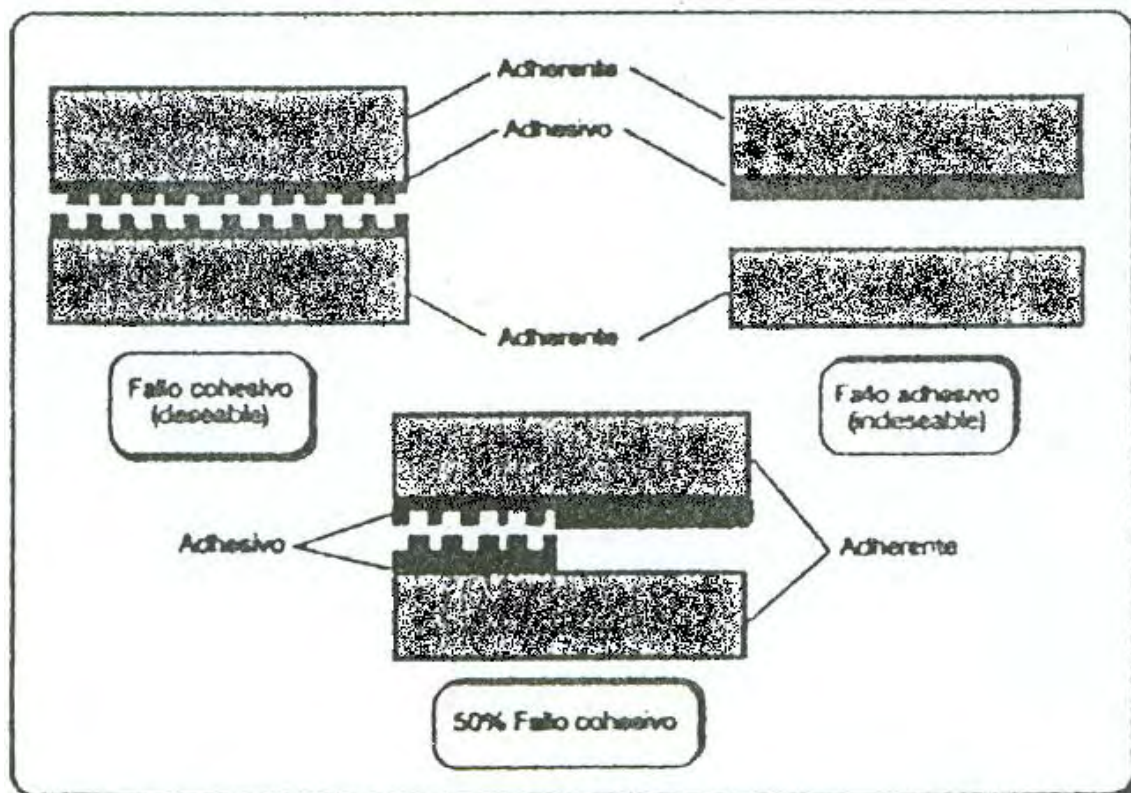 Adherente
Adhesivo
Adherente
Fallo cohesivo
(deseable)
Fallo adhesivo
(indeseable)
Adhesivo
Adherente
50% Fallo cohesivo